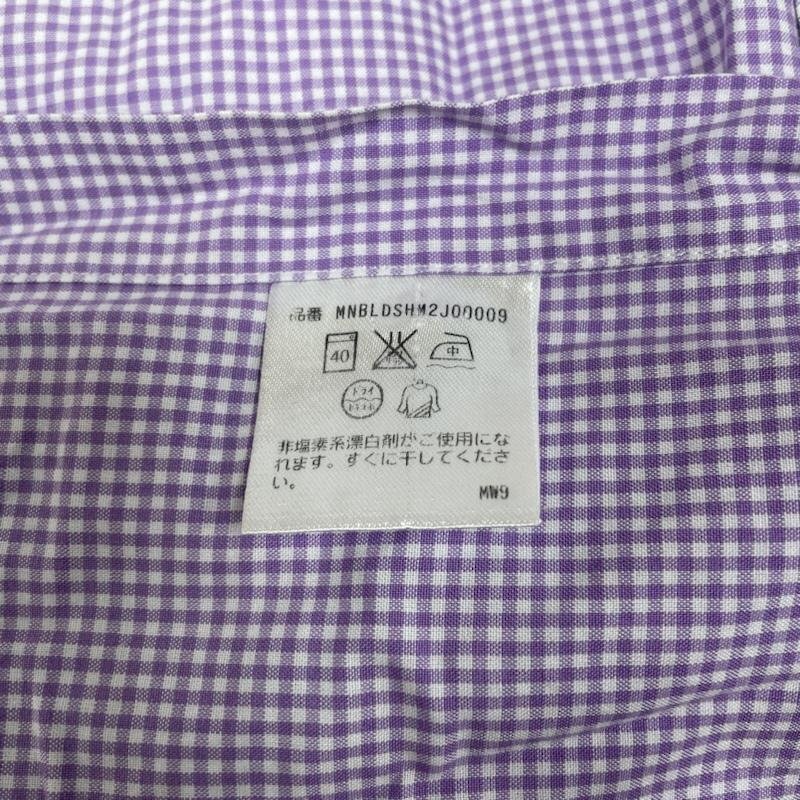 品番 MNBLDSHM2J00009
40 中
ドライ
非塩素系漂白剤がご使用にな
れます。すぐに干してくださ
い。
MW9